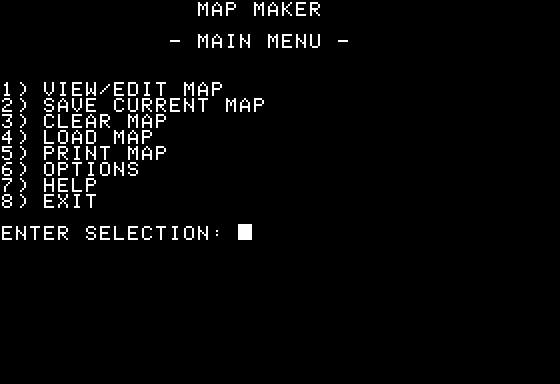 MAP MAKER
- MAIN MENU -
1) VIEW/EDIT MAP
2) SAVE CURRENT MAP
3) CLEAR MAP
4) LOAD MAP
5) PRINT MAP
6) OPTIONS
7) HELP
8) EXIT
ENTER SELECTION: